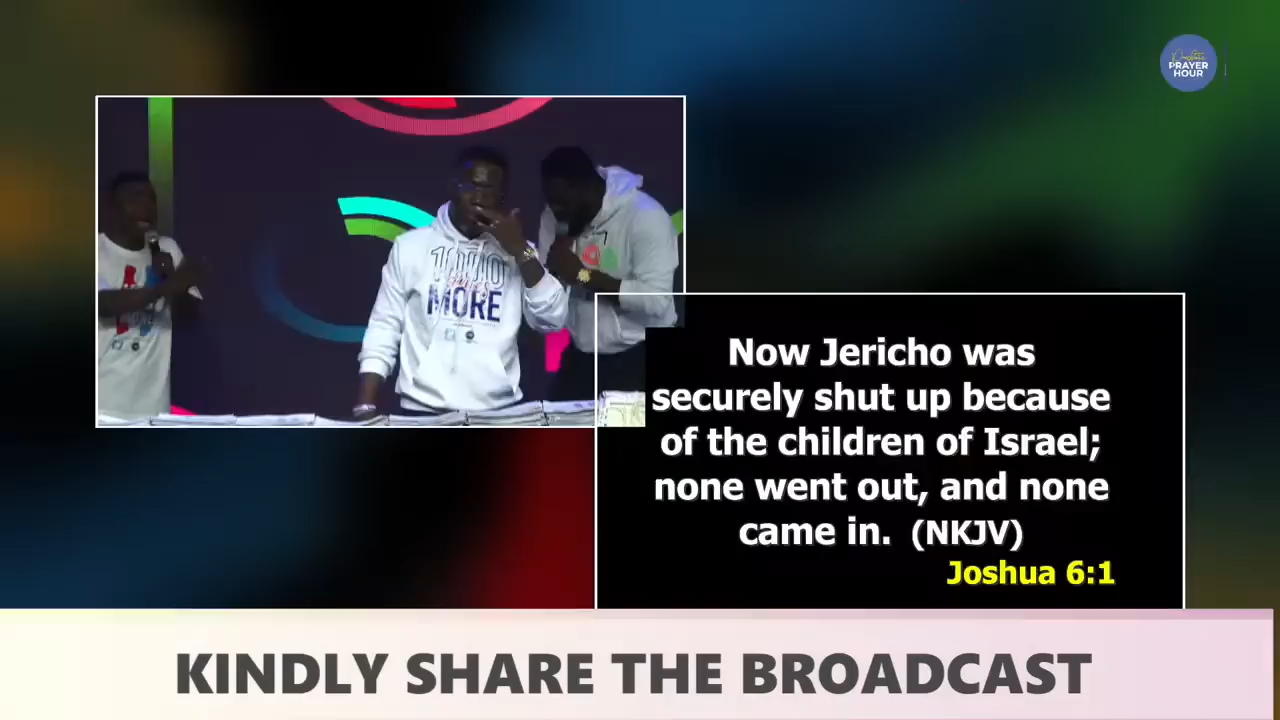 PRAYER
HOUR
1000
MORE
Now Jericho was
securely shut up because
of the children of Israel;
none went out, and none
came in. (NKJV)
Joshua 6:1
KINDLY SHARE THE BROADCAST